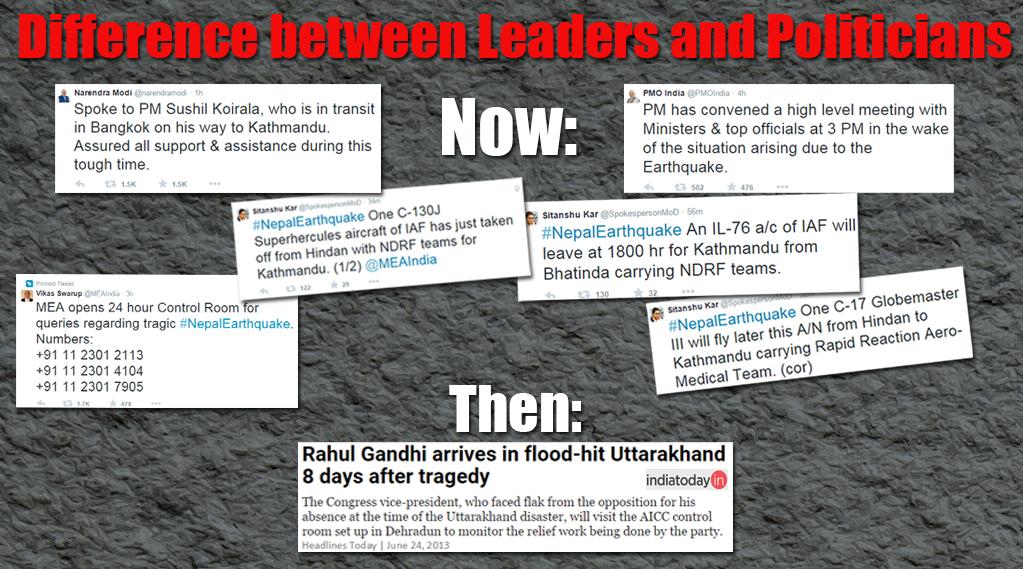 Difference between Leaders and Politicians
Narendra Modi @narendramodi · 1h
Spoke to PM Sushil Koirala, who is in transit
in Bangkok on his way to Kathmandu.
Assured all support & assistance during this
tough time.
1.5K 1.5K
Now:
PMO India @PMOIndia · 4h
PM has convened a high level meeting with
Ministers & top officials at 3 PM in the wake
of the situation arising due to the
Earthquake.
502 476
Sitanshu Kar @SpokespersonMoD · 34m
#NepalEarthquake One C-130J
Superhercules aircraft of IAF has just taken
off from Hindan with NDRF teams for
Kathmandu. (1/2) @MEAIndia
122 29
Sitanshu Kar @SpokespersonMoD · 56m
#NepalEarthquake An IL-76 a/c of IAF will
leave at 1800 hr for Kathmandu from
Bhatinda carrying NDRF teams.
130 32
Pinned Tweet
Vikas Swarup @MEAIndia · 3h
MEA opens 24 hour Control Room for
queries regarding tragic #NepalEarthquake.
Numbers:
+91 11 2301 2113
+91 11 2301 4104
+91 11 2301 7905
1.7K 478
Sitanshu Kar @SpokespersonMoD
#NepalEarthquake One C-17 Globemaster
III will fly later this A/N from Hindan to
Kathmandu carrying Rapid Reaction Aero-
Medical Team. (cor)
Then:
Rahul Gandhi arrives in flood-hit Uttarakhand
8 days after tragedy
indiatoday in
The Congress vice-president, who faced flak from the opposition for his
absence at the time of the Uttarakhand disaster, will visit the AICC control
room set up in Dehradun to monitor the relief work being done by the party.
Headlines Today | June 24, 2013